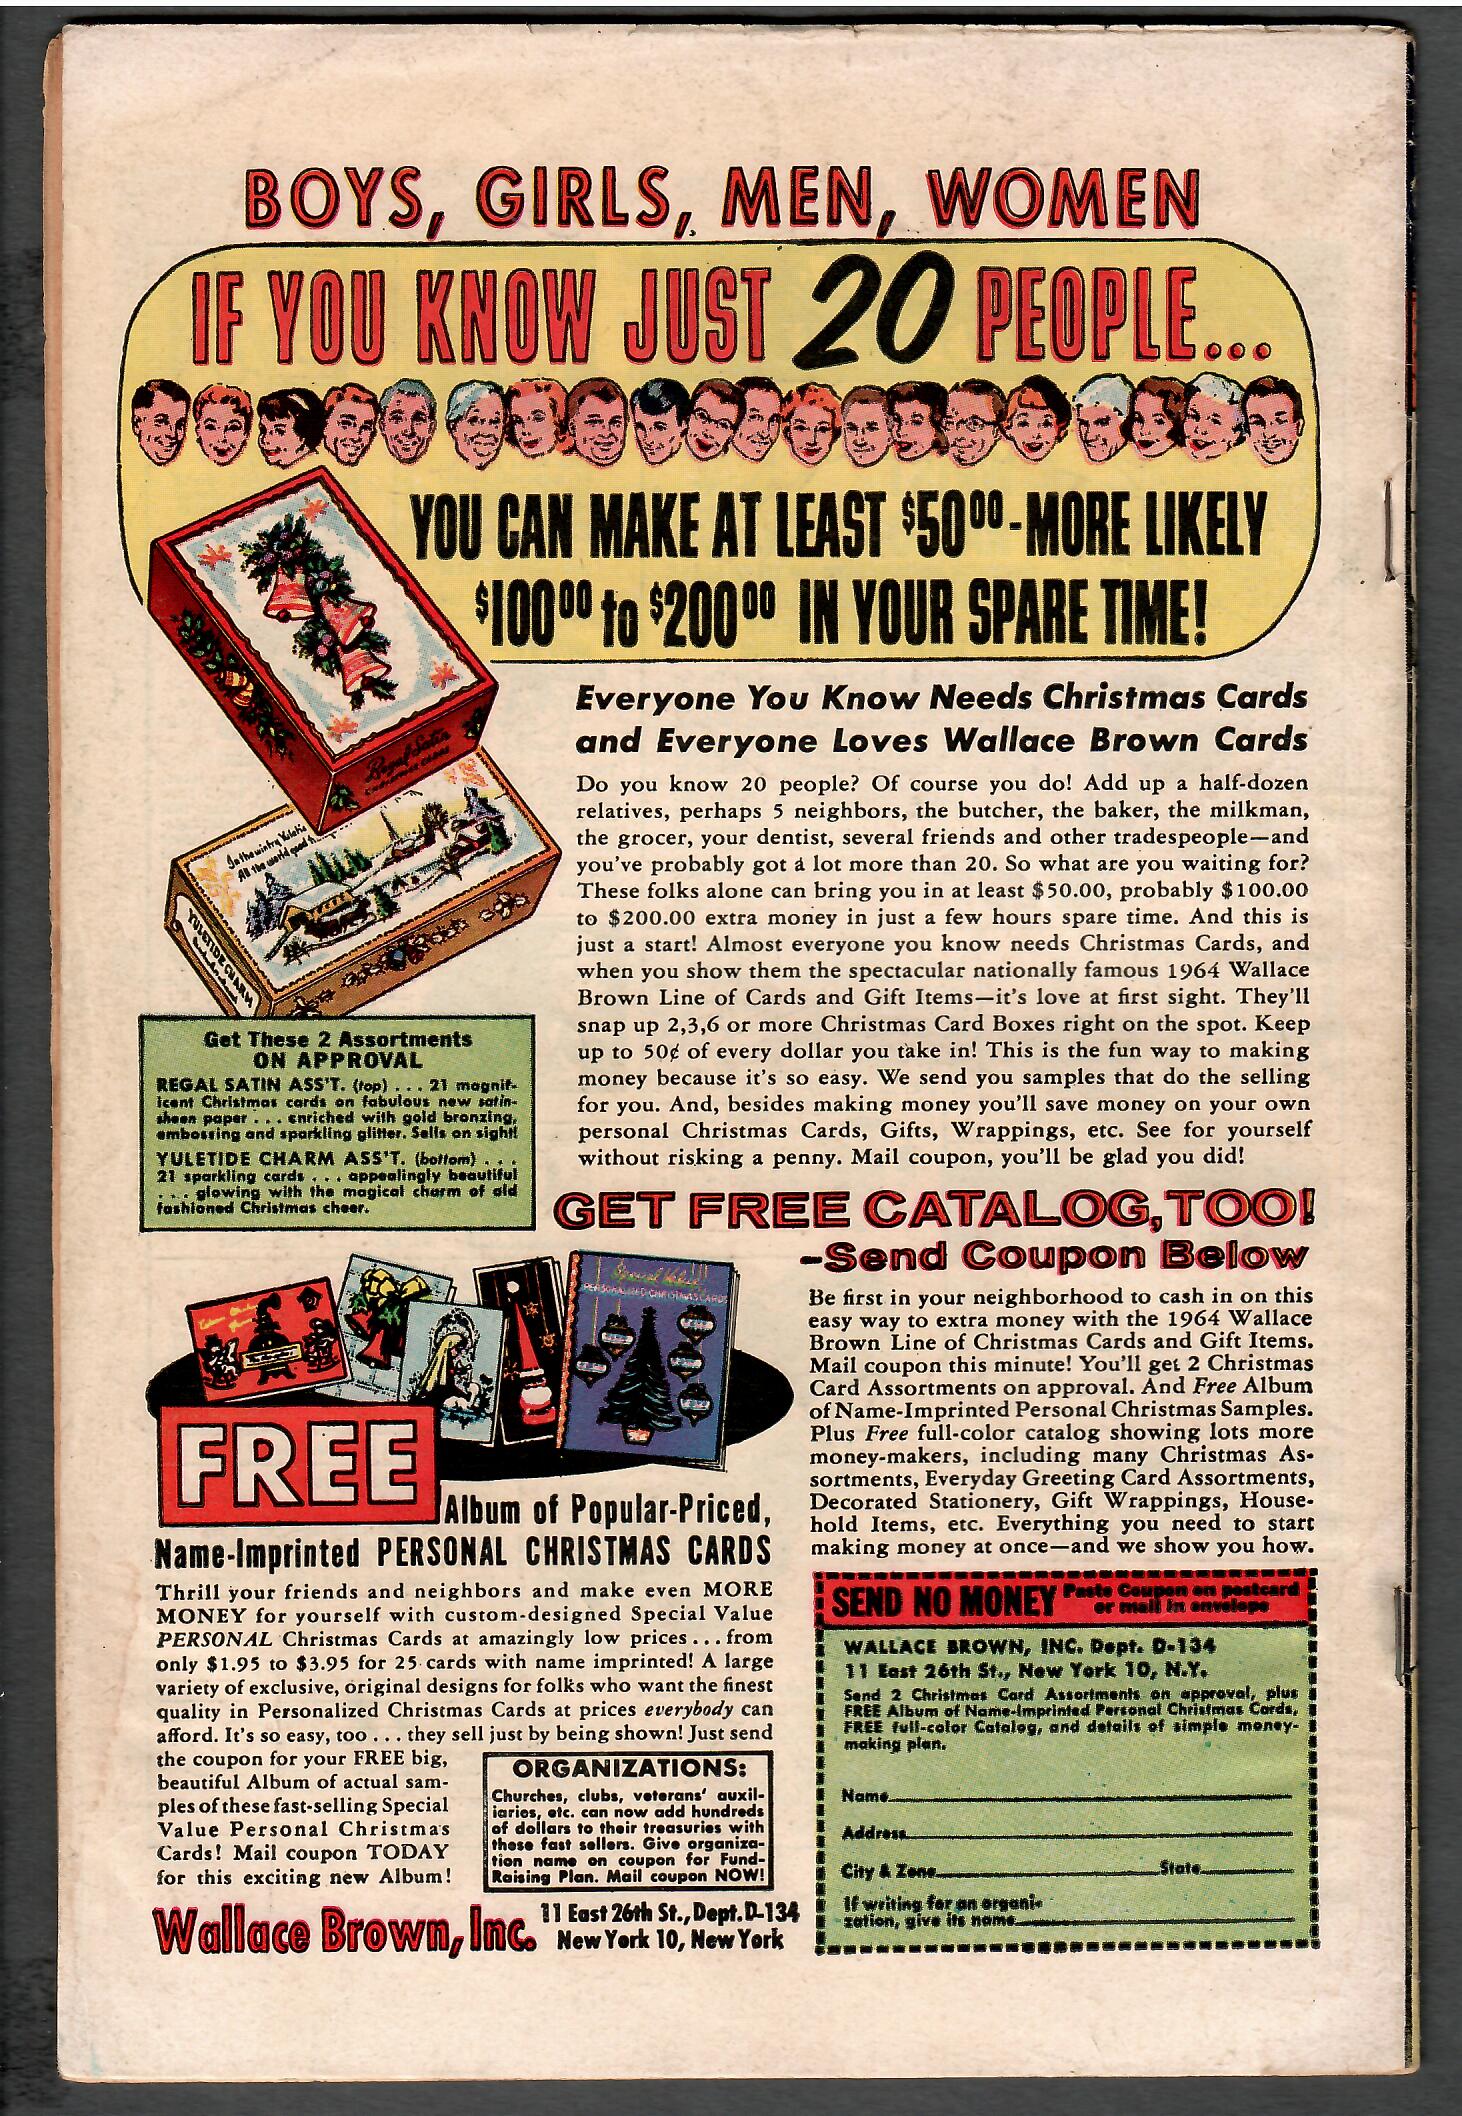 BOYS, GIRLS, MEN, WOMEN
IF YOU KNOW JUST 20 PEOPLE...
YOU CAN MAKE AT LEAST $50⁰⁰-MORE LIKELY
$100⁰⁰ to $200⁰⁰ IN YOUR SPARE TIME!
Regal Satin
CHRISTMAS CARDS
In the wintry Yuletide
All the world good
YULETIDE CHARM
Everyone You Know Needs Christmas Cards
and Everyone Loves Wallace Brown Cards
Do you know 20 people? Of course you do! Add up a half-dozen
relatives, perhaps 5 neighbors, the butcher, the baker, the milkman,
the grocer, your dentist, several friends and other tradespeople—and
you've probably got a lot more than 20. So what are you waiting for?
These folks alone can bring you in at least $50.00, probably $100.00
to $200.00 extra money in just a few hours spare time. And this is
just a start! Almost everyone you know needs Christmas Cards, and
when you show them the spectacular nationally famous 1964 Wallace
Brown Line of Cards and Gift Items—it's love at first sight. They'll
snap up 2,3,6 or more Christmas Card Boxes right on the spot. Keep
up to 50¢ of every dollar you take in! This is the fun way to making
money because it's so easy. We send you samples that do the selling
for you. And, besides making money you'll save money on your own
personal Christmas Cards, Gifts, Wrappings, etc. See for yourself
without risking a penny. Mail coupon, you'll be glad you did!
Get These 2 Assortments
ON APPROVAL
REGAL SATIN ASS'T. (top) . . . 21 magnif-
icent Christmas cards on fabulous new satin-
sheen paper . . . enriched with gold bronzing,
embossing and sparkling glitter. Sells on sight!
YULETIDE CHARM ASS'T. (bottom) . . .
21 sparkling cards . . . appealingly beautiful
. . . glowing with the magical charm of old
fashioned Christmas cheer.
GET FREE CATALOG, TOO!
-Send Coupon Below
Be first in your neighborhood to cash in on this
easy way to extra money with the 1964 Wallace
Brown Line of Christmas Cards and Gift Items.
Mail coupon this minute! You'll get 2 Christmas
Card Assortments on approval. And Free Album
of Name-Imprinted Personal Christmas Samples.
Plus Free full-color catalog showing lots more
money-makers, including many Christmas As-
sortments, Everyday Greeting Card Assortments,
Decorated Stationery, Gift Wrappings, House-
hold Items, etc. Everything you need to start
making money at once—and we show you how.
Special Value
PERSONALIZED CHRISTMAS CARDS
FREE
Album of Popular-Priced,
Name-Imprinted PERSONAL CHRISTMAS CARDS
Thrill your friends and neighbors and make even MORE
MONEY for yourself with custom-designed Special Value
PERSONAL Christmas Cards at amazingly low prices . . . from
only $1.95 to $3.95 for 25 cards with name imprinted! A large
variety of exclusive, original designs for folks who want the finest
quality in Personalized Christmas Cards at prices everybody can
afford. It's so easy, too . . . they sell just by being shown! Just send
the coupon for your FREE big,
beautiful Album of actual sam-
ples of these fast-selling Special
Value Personal Christmas
Cards! Mail coupon TODAY
for this exciting new Album!
ORGANIZATIONS:
Churches, clubs, veterans' auxil-
iaries, etc. can now add hundreds
of dollars to their treasuries with
these fast sellers. Give organiza-
tion name on coupon for Fund-
Raising Plan. Mail coupon NOW!
Wallace Brown, Inc.
11 East 26th St., Dept. D-134
New York 10, New York
SEND NO MONEY Paste Coupon on postcard
or mail in envelope
WALLACE BROWN, INC. Dept. D-134
11 East 26th St., New York 10, N.Y.
Send 2 Christmas Card Assortments on approval, plus
FREE Album of Name-Imprinted Personal Christmas Cards,
FREE full-color Catalog, and details of simple money-
making plan.
Name
Address
City & Zone State
If writing for an organi-
zation, give its name